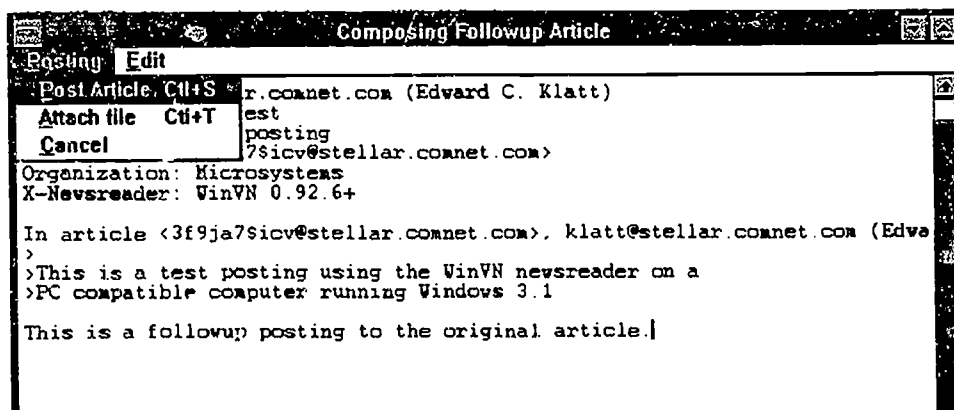 Composing Followup Article
Posting Edit
Post Article Ctl+S r.comnet.com (Edward C. Klatt)
Attach file Ctl+T est
Cancel posting
7$icv@stellar.comnet.com>
Organization: Microsystems
X-Newsreader: WinVN 0.92.6+
In article <3f9ja7$icv@stellar.comnet.com>, klatt@stellar.comnet.com (Edwa
>
>This is a test posting using the WinVN newsreader on a
>PC compatible computer running Windows 3.1
This is a followup posting to the original article.